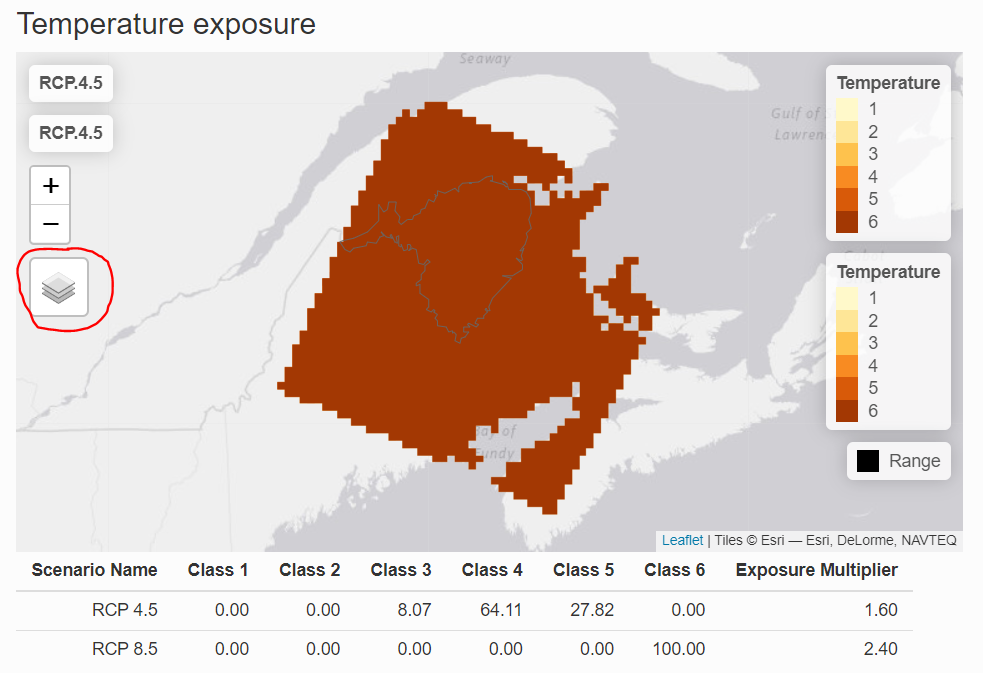 Temperature exposure
Seaway
RCP.4.5
RCP.4.5
+
−
Gulf of
Lawrence
Temperature
1
2
3
4
5
6
Temperature
1
2
3
4
5
6
Range
Bay of
Fundy
Leaflet | Tiles © Esri — Esri, DeLorme, NAVTEQ
Scenario Name Class 1 Class 2 Class 3 Class 4 Class 5 Class 6 Exposure Multiplier
RCP 4.5 0.00 0.00 8.07 64.11 27.82 0.00 1.60
RCP 8.5 0.00 0.00 0.00 0.00 0.00 100.00 2.40